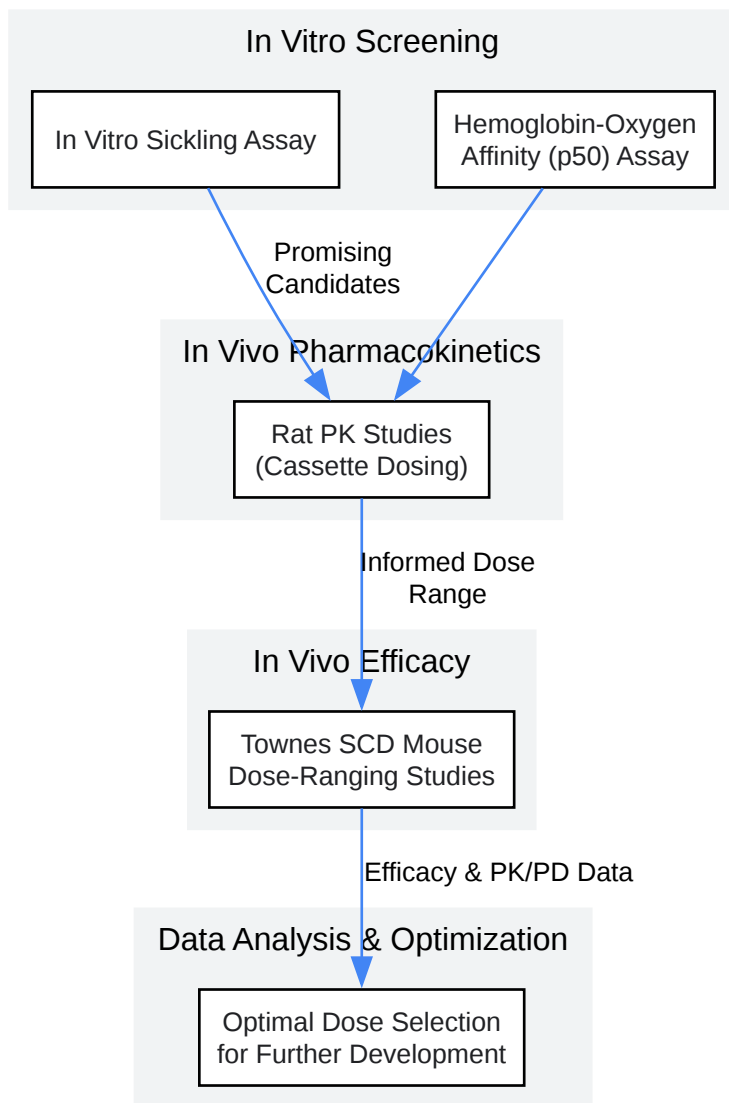 In Vitro Screening
In Vitro Sickling Assay
Hemoglobin-Oxygen
Affinity (p50) Assay
Promising
Candidates
In Vivo Pharmacokinetics
Rat PK Studies
(Cassette Dosing)
Informed Dose
Range
In Vivo Efficacy
Townes SCD Mouse
Dose-Ranging Studies
Efficacy & PK/PD Data
Data Analysis & Optimization
Optimal Dose Selection
for Further Development